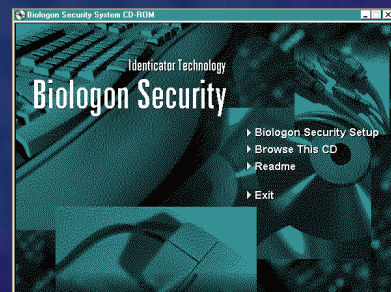 Biologon Security System CD-ROM
Identicator Technology
Biologon Security
Biologon Security Setup
Browse This CD
Readme
Exit